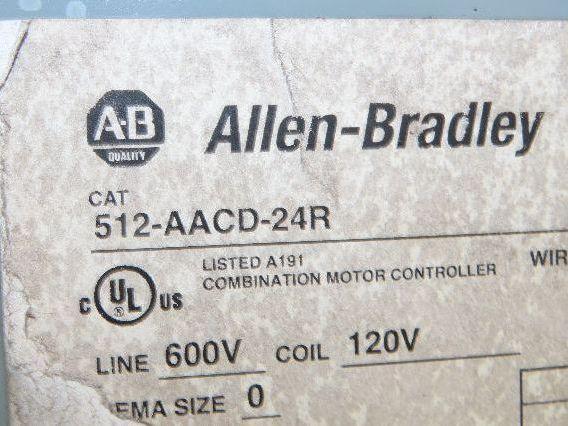 A-B
QUALITY
Allen-Bradley
CAT
512-AACD-24R
LISTED A191
COMBINATION MOTOR CONTROLLER
WIR
C UL US
®
LINE 600V COIL 120V
EMA SIZE 0